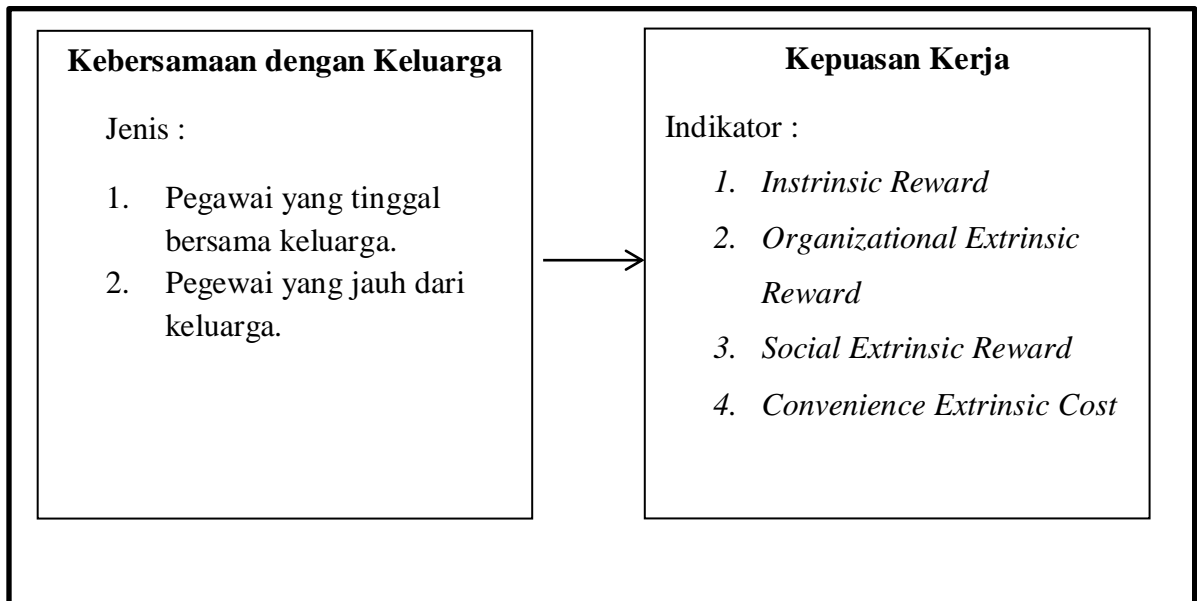 Kebersamaan dengan Keluarga
Jenis :
1. Pegawai yang tinggal
bersama keluarga.
2. Pegewai yang jauh dari
keluarga.
Kepuasan Kerja
Indikator :
1. Instrinsic Reward
2. Organizational Extrinsic
Reward
3. Social Extrinsic Reward
4. Convenience Extrinsic Cost